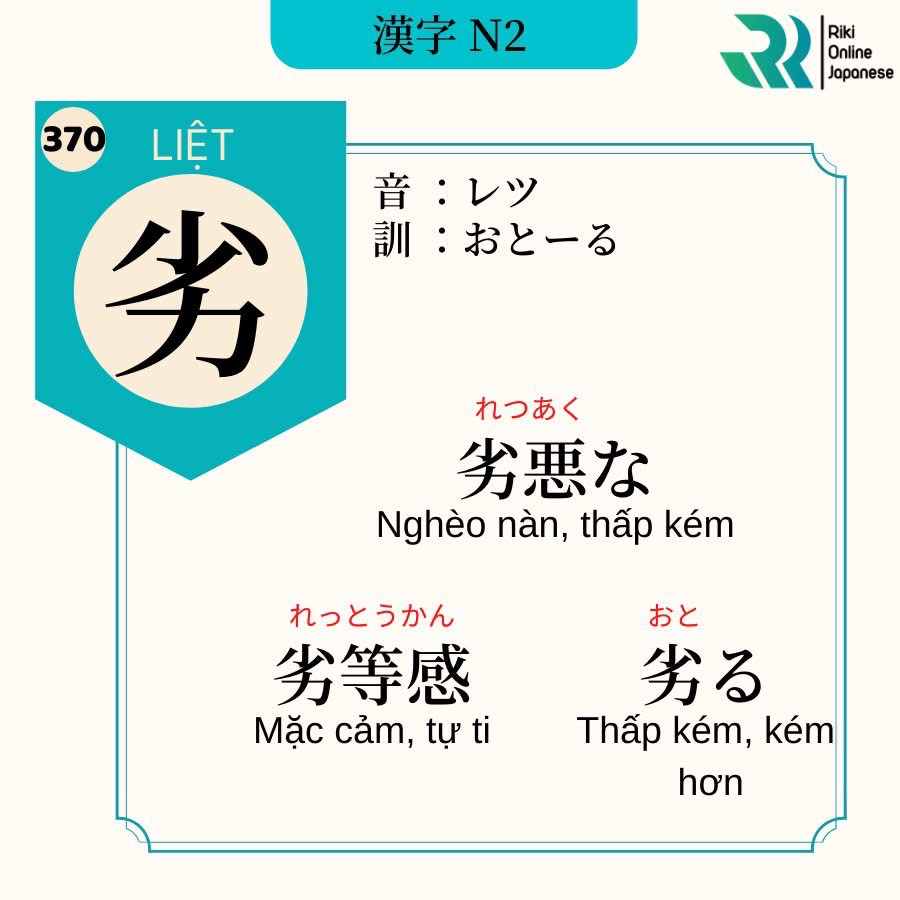 漢字 N2
Riki
Online
Japanese
370
LIỆT
劣
音 ：レツ
訓 ：おとーる
れつあく
劣悪な
Nghèo nàn, thấp kém
れっとうかん
劣等感
Mặc cảm, tự ti
おと
劣る
Thấp kém, kém
hơn